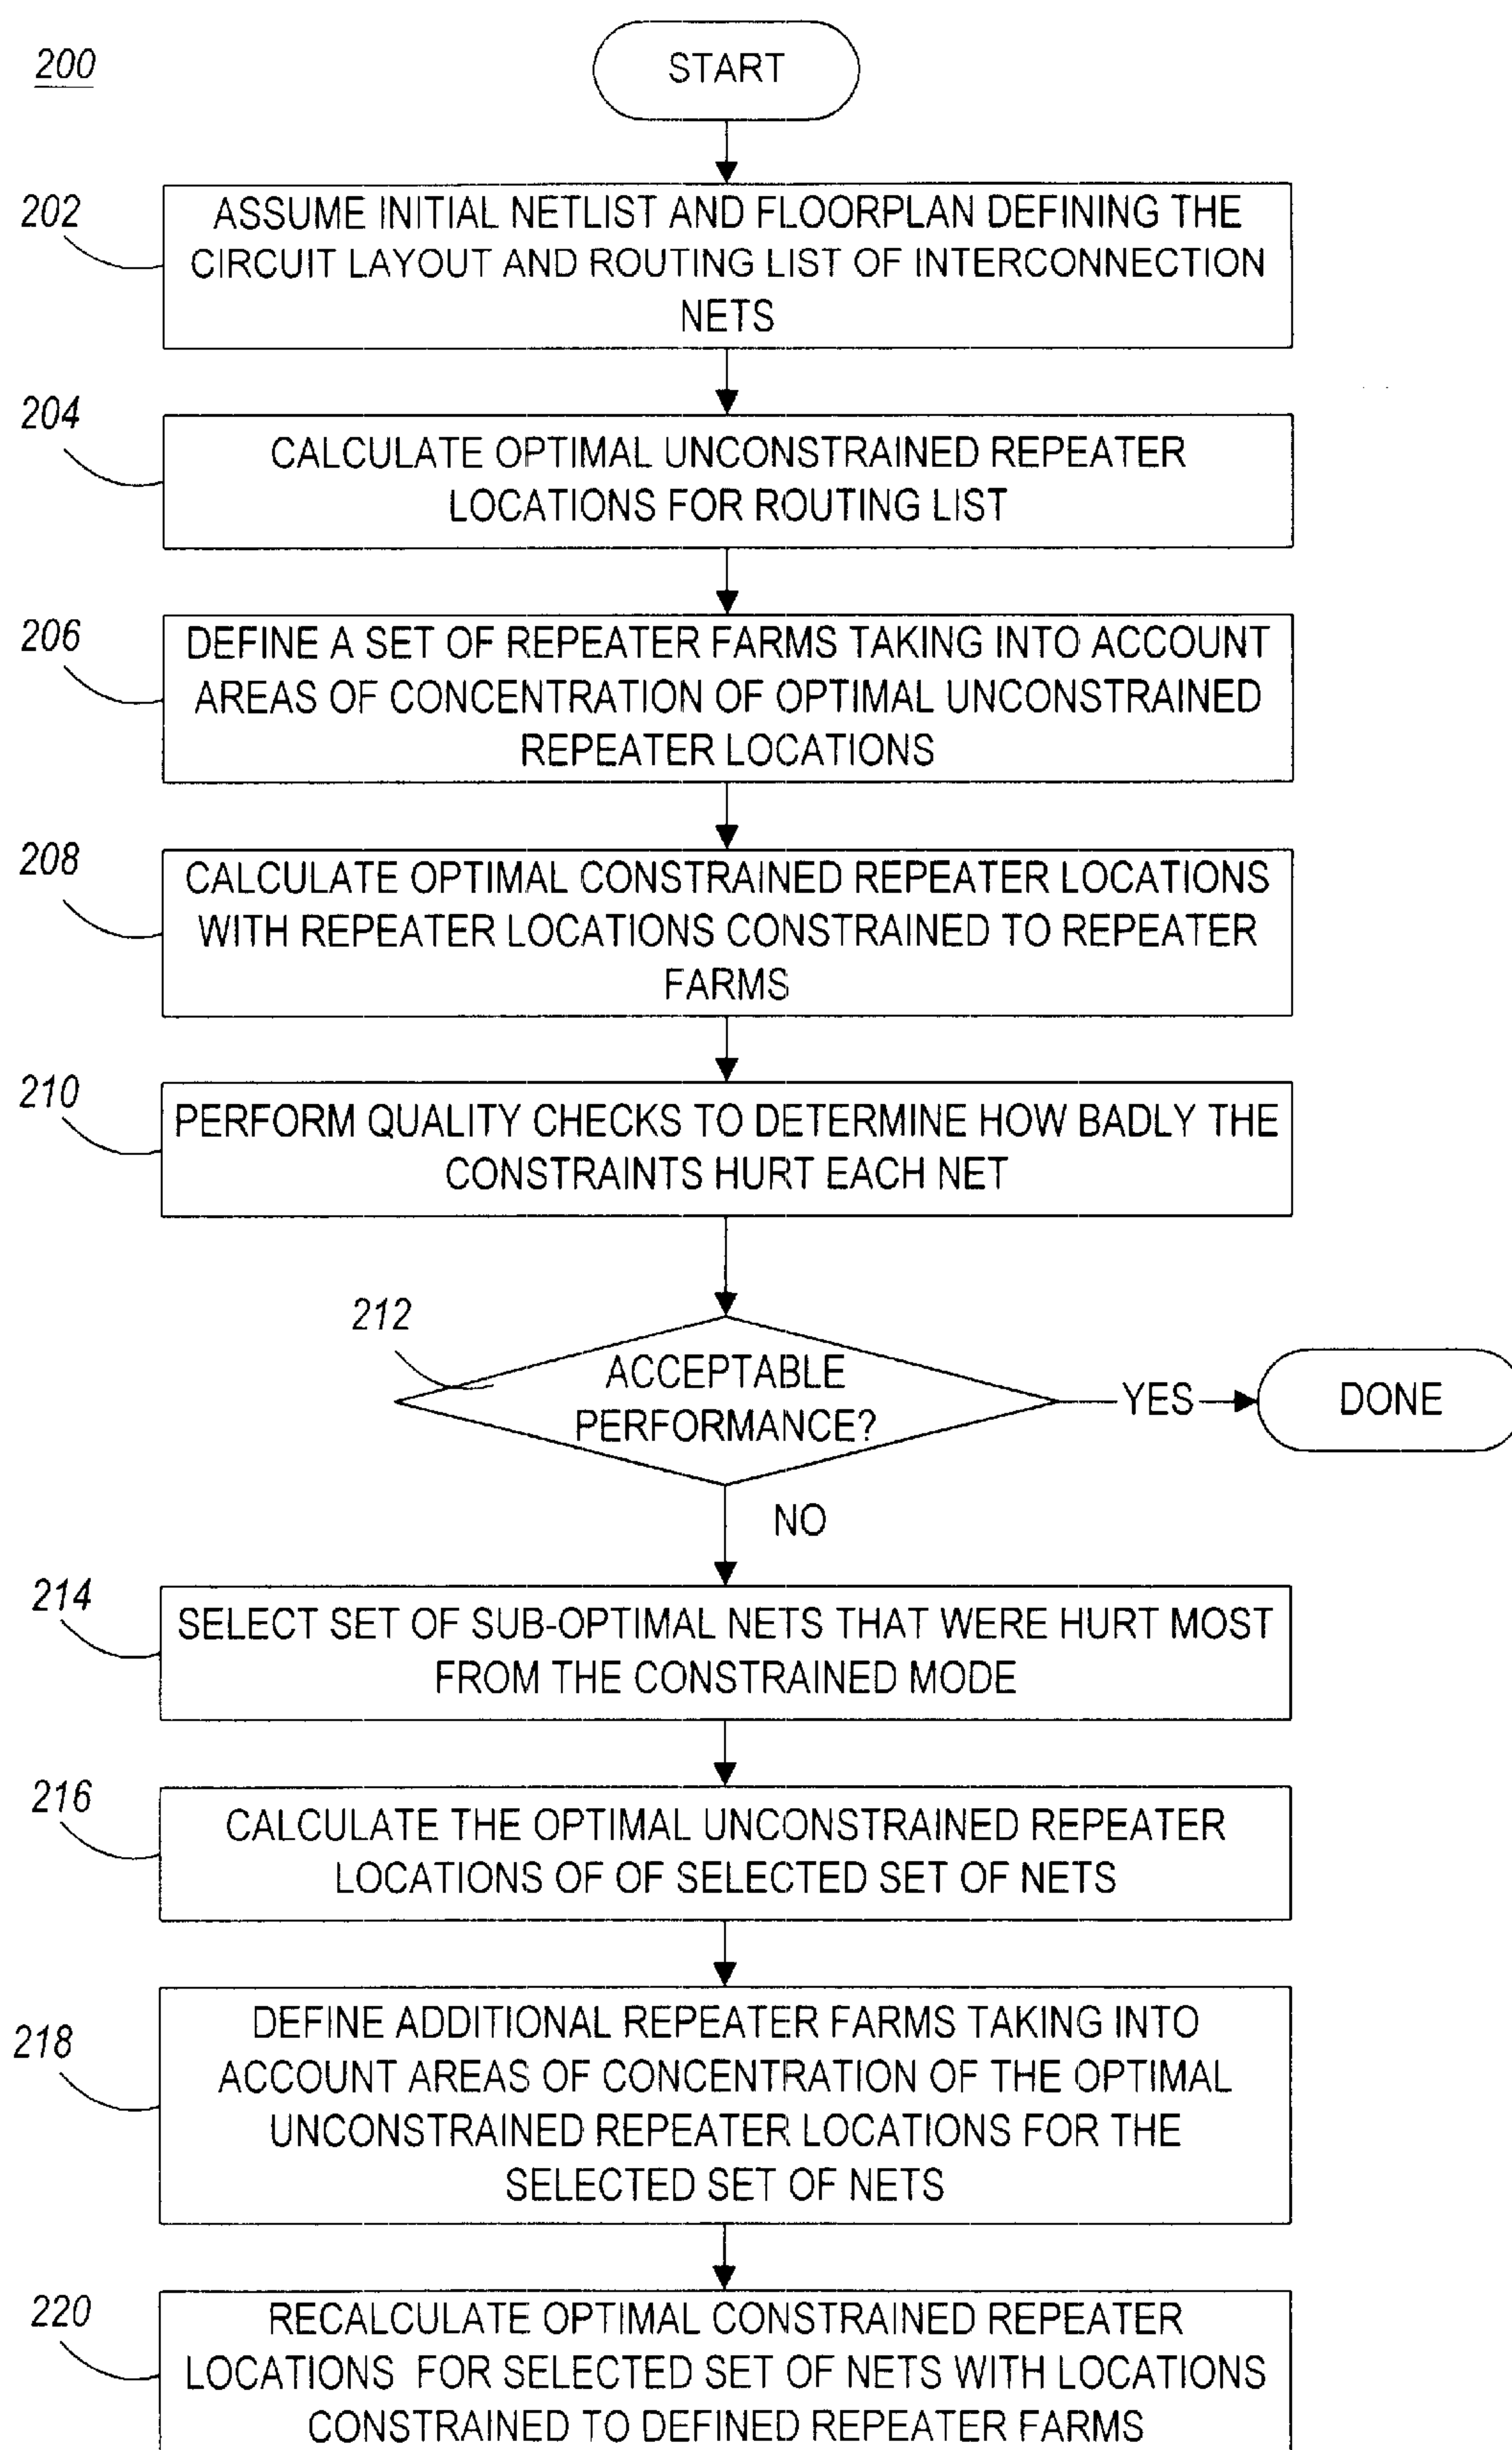 200
START
202
ASSUME INITIAL NETLIST AND FLOORPLAN DEFINING THE
CIRCUIT LAYOUT AND ROUTING LIST OF INTERCONNECTION
NETS
204
CALCULATE OPTIMAL UNCONSTRAINED REPEATER
LOCATIONS FOR ROUTING LIST
206
DEFINE A SET OF REPEATER FARMS TAKING INTO ACCOUNT
AREAS OF CONCENTRATION OF OPTIMAL UNCONSTRAINED
REPEATER LOCATIONS
208
CALCULATE OPTIMAL CONSTRAINED REPEATER LOCATIONS
WITH REPEATER LOCATIONS CONSTRAINED TO REPEATER
FARMS
210
PERFORM QUALITY CHECKS TO DETERMINE HOW BADLY THE
CONSTRAINTS HURT EACH NET
212
ACCEPTABLE
PERFORMANCE?
YES
DONE
NO
214
SELECT SET OF SUB-OPTIMAL NETS THAT WERE HURT MOST
FROM THE CONSTRAINED MODE
216
CALCULATE THE OPTIMAL UNCONSTRAINED REPEATER
LOCATIONS OF OF SELECTED SET OF NETS
218
DEFINE ADDITIONAL REPEATER FARMS TAKING INTO
ACCOUNT AREAS OF CONCENTRATION OF THE OPTIMAL
UNCONSTRAINED REPEATER LOCATIONS FOR THE
SELECTED SET OF NETS
220
RECALCULATE OPTIMAL CONSTRAINED REPEATER
LOCATIONS FOR SELECTED SET OF NETS WITH LOCATIONS
CONSTRAINED TO DEFINED REPEATER FARMS